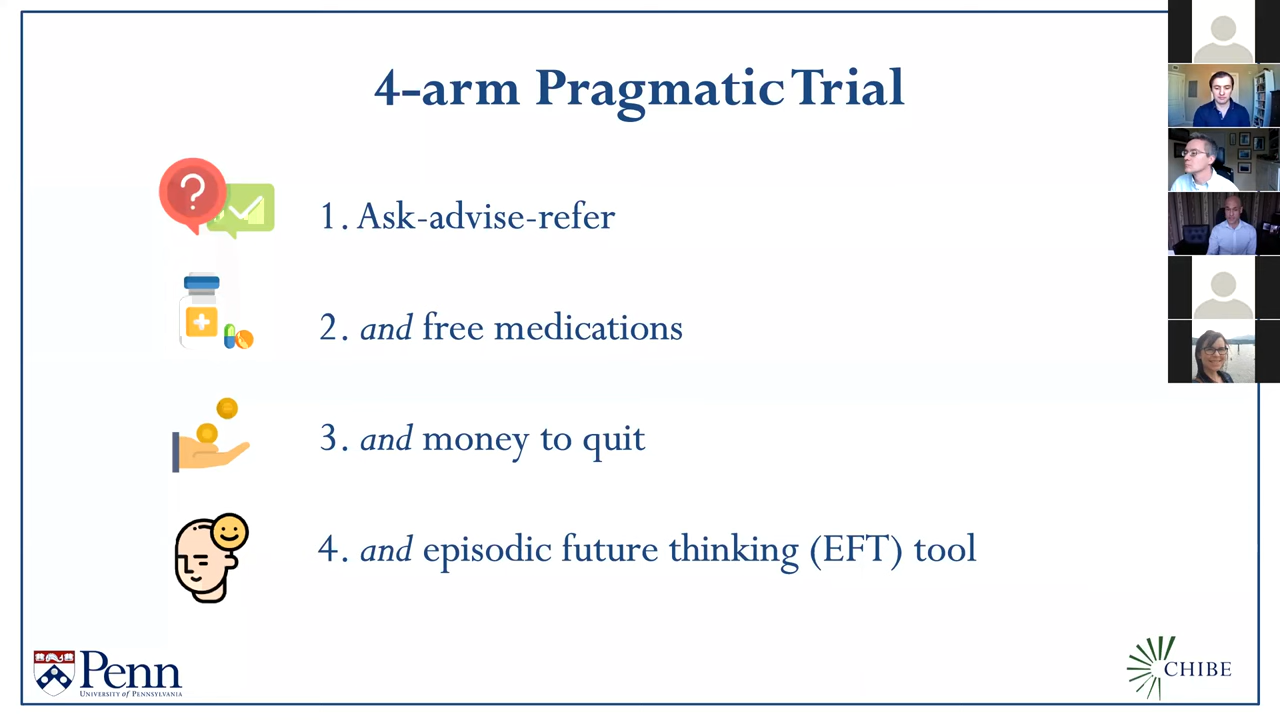 4-arm Pragmatic Trial
?
1. Ask-advise-refer
2. and free medications
3. and money to quit
4. and episodic future thinking (EFT) tool
Penn
UNIVERSITY of PENNSYLVANIA
CHIBE